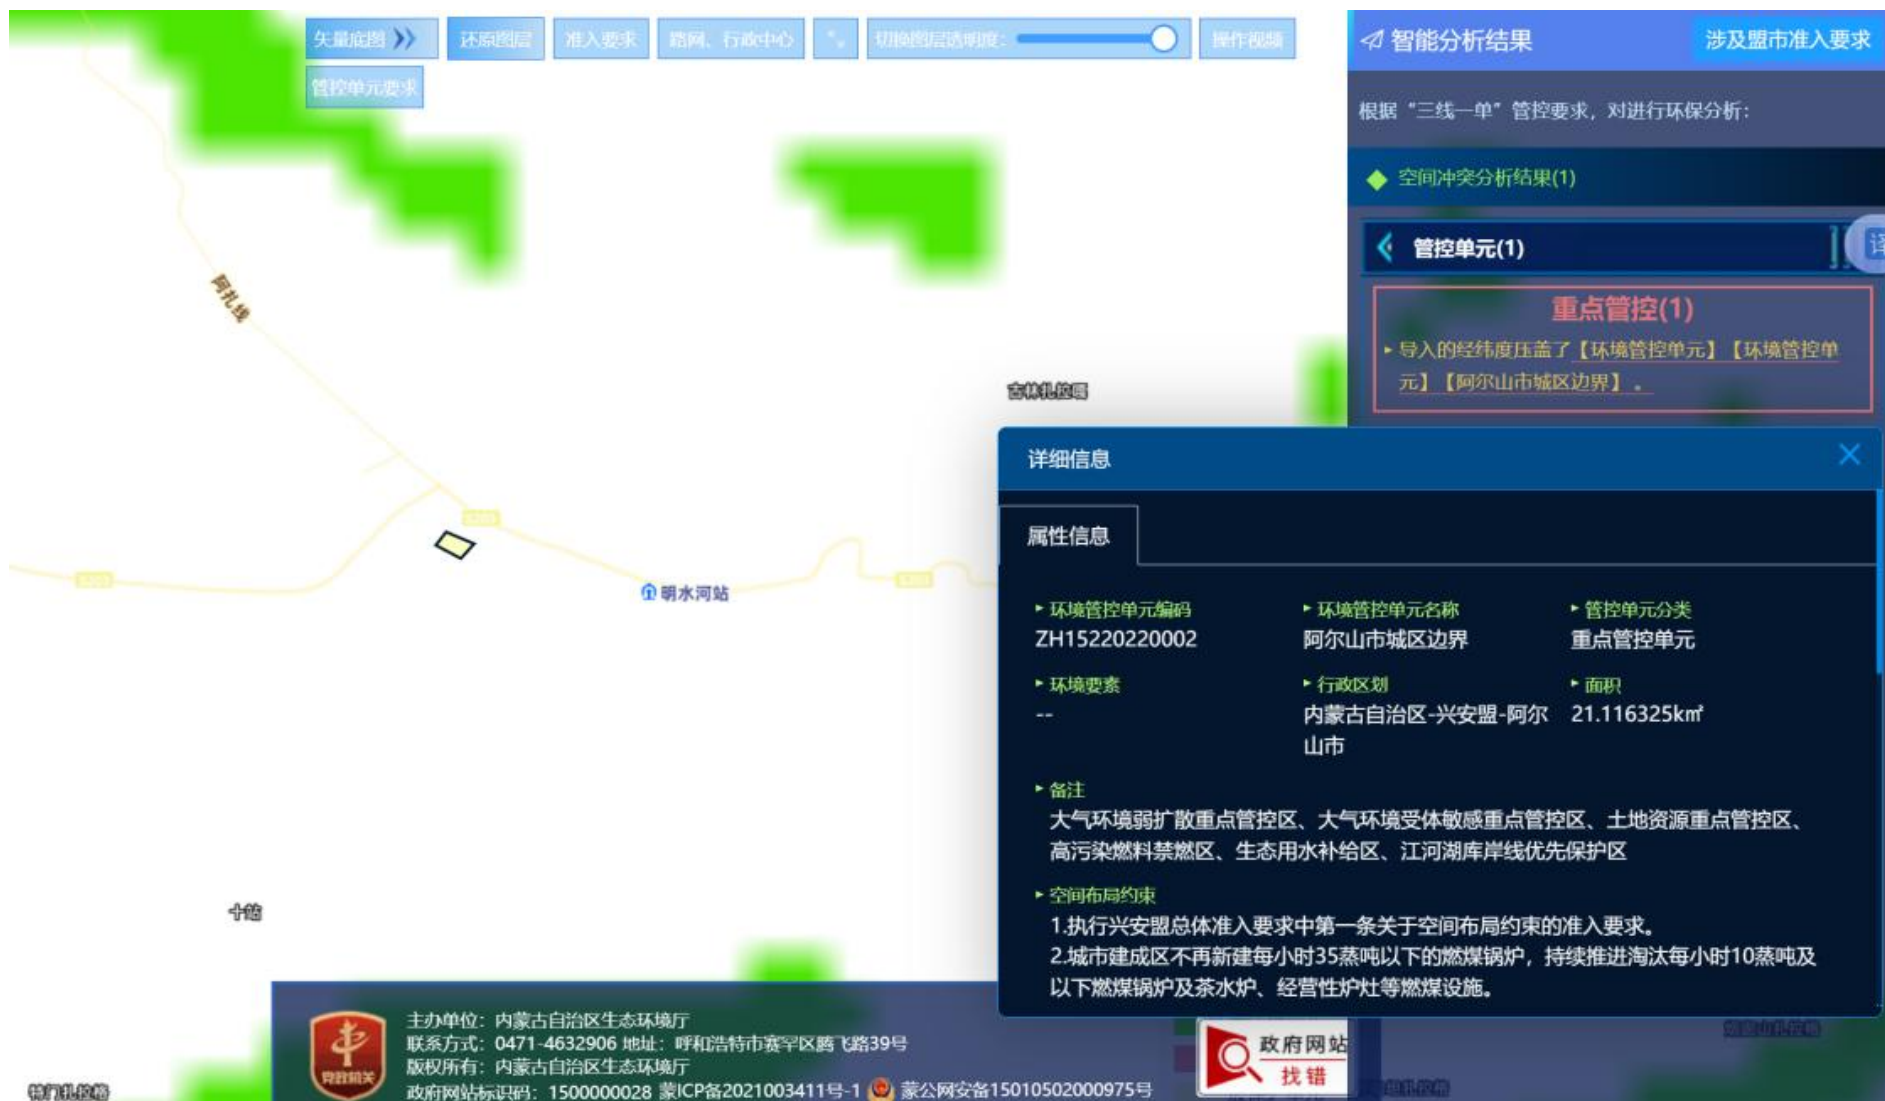 矢量底图
还原图层
准入要求
路网、行政中心
切换图层透明度：
操作视频
管控单元要求
智能分析结果
涉及盟市准入要求
根据“三线一单”管控要求，对进行环保分析：
空间冲突分析结果(1)
管控单元(1)
译
重点管控(1)
导入的经纬度压盖了【环境管控单元】【环境管控单
元】【阿尔山市城区边界】。
阿扎线
S203
S203
S203
明水河站
十站
详细信息
属性信息
环境管控单元编码
环境管控单元名称
管控单元分类
ZH15220220002
阿尔山市城区边界
重点管控单元
环境要素
行政区划
面积
--
内蒙古自治区-兴安盟-阿尔
山市
21.116325k㎡
备注
大气环境弱扩散重点管控区、大气环境受体敏感重点管控区、土地资源重点管控区、
高污染燃料禁燃区、生态用水补给区、江河湖库岸线优先保护区
空间布局约束
1.执行兴安盟总体准入要求中第一条关于空间布局约束的准入要求。
2.城市建成区不再新建每小时35蒸吨以下的燃煤锅炉，持续推进淘汰每小时10蒸吨及
以下燃煤锅炉及茶水炉、经营性炉灶等燃煤设施。
党政机关
主办单位：内蒙古自治区生态环境厅
联系方式：0471-4632906 地址：呼和浩特市赛罕区腾飞路39号
版权所有：内蒙古自治区生态环境厅
政府网站标识码：1500000028 蒙ICP备2021003411号-1 蒙公网安备15010502000975号
政府网站
找错